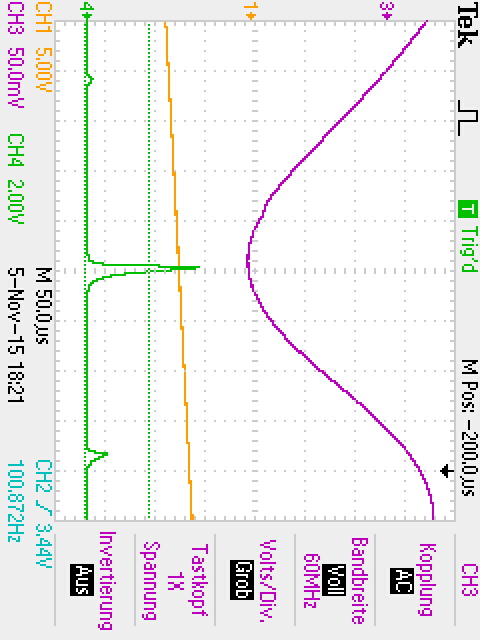 Tek T Trig'd M Pos: -200.0µs CH3
Kopplung
AC
Bandbreite
Voll
60MHz
Volts/Div.
Grob
Tastkopf
1X
Spannung
Invertierung
Aus
3
1
4
CH1 5.00V M 50.0µs CH2 3.44V
CH3 50.0mV CH4 2.00V 5-Nov-15 18:21 100.872Hz